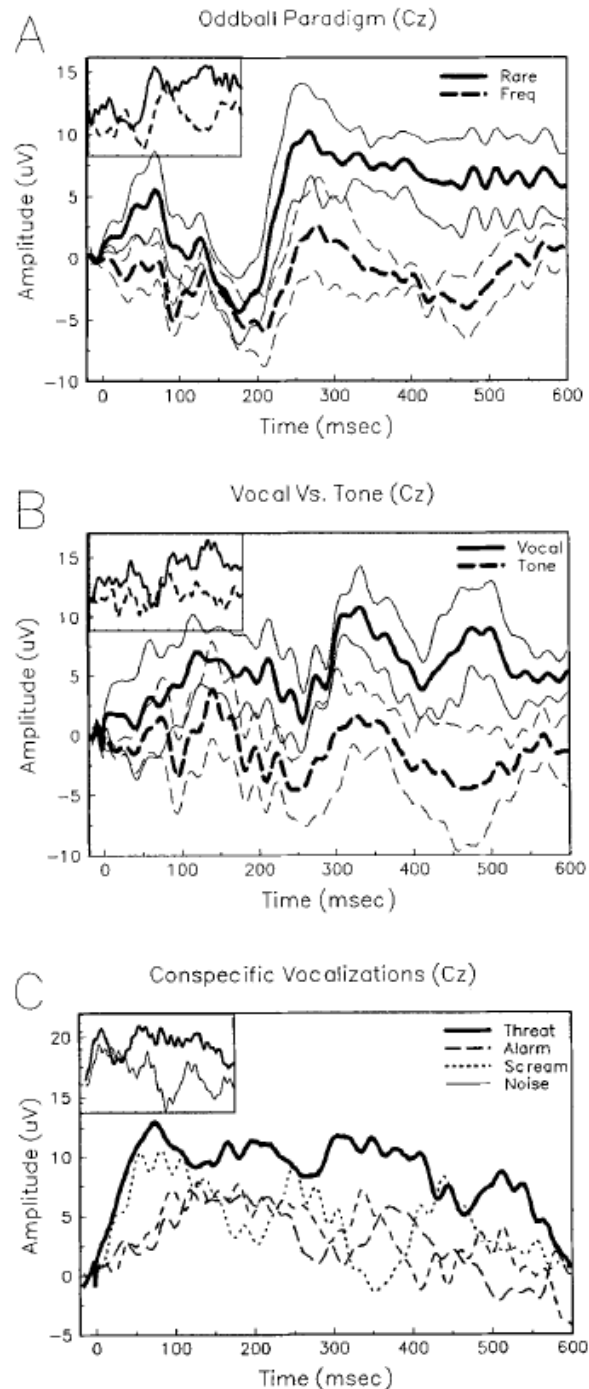 A
Oddball Paradigm (Cz)
15
10
5
0
−5
−10
Amplitude (uV)
Rare
Freq
0 100 200 300 400 500 600
Time (msec)
B
Vocal Vs. Tone (Cz)
15
10
5
0
−5
−10
Amplitude (uV)
Vocal
Tone
0 100 200 300 400 500 600
Time (msec)
C
Conspecific Vocalizations (Cz)
20
15
10
5
0
−5
Amplitude (uV)
Threat
Alarm
Scream
Noise
0 100 200 300 400 500 600
Time (msec)